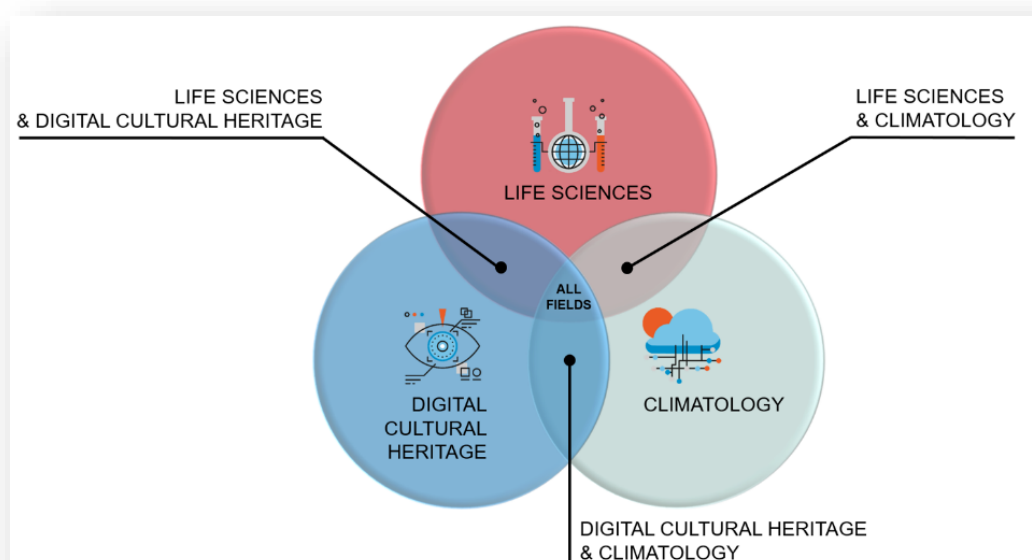 LIFE SCIENCES
& DIGITAL CULTURAL HERITAGE
LIFE SCIENCES
& CLIMATOLOGY
LIFE SCIENCES
ALL
FIELDS
DIGITAL
CULTURAL
HERITAGE
CLIMATOLOGY
DIGITAL CULTURAL HERITAGE
& CLIMATOLOGY